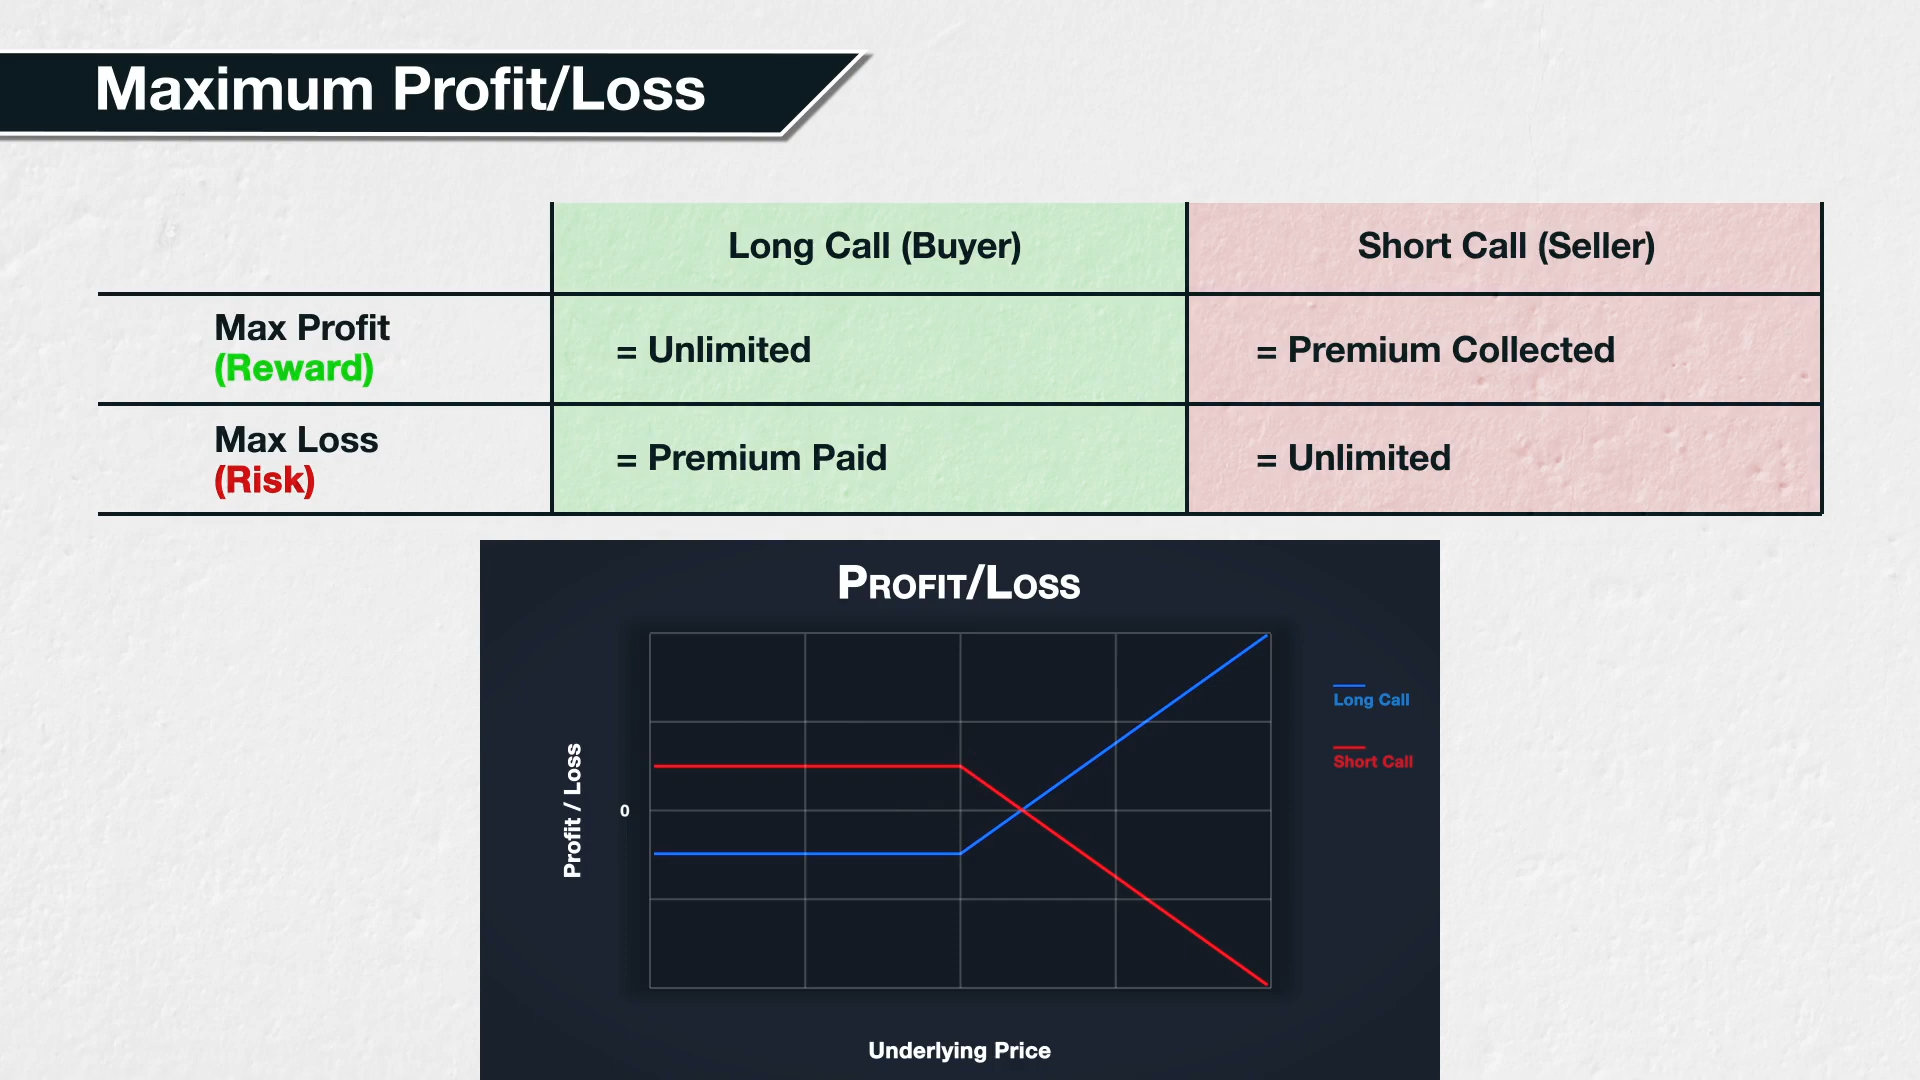 Maximum Profit/Loss
Long Call (Buyer)
Short Call (Seller)
Max Profit
(Reward)
= Unlimited
= Premium Collected
Max Loss
(Risk)
= Premium Paid
= Unlimited
Profit/Loss
Long Call
Short Call
Profit / Loss
0
Underlying Price